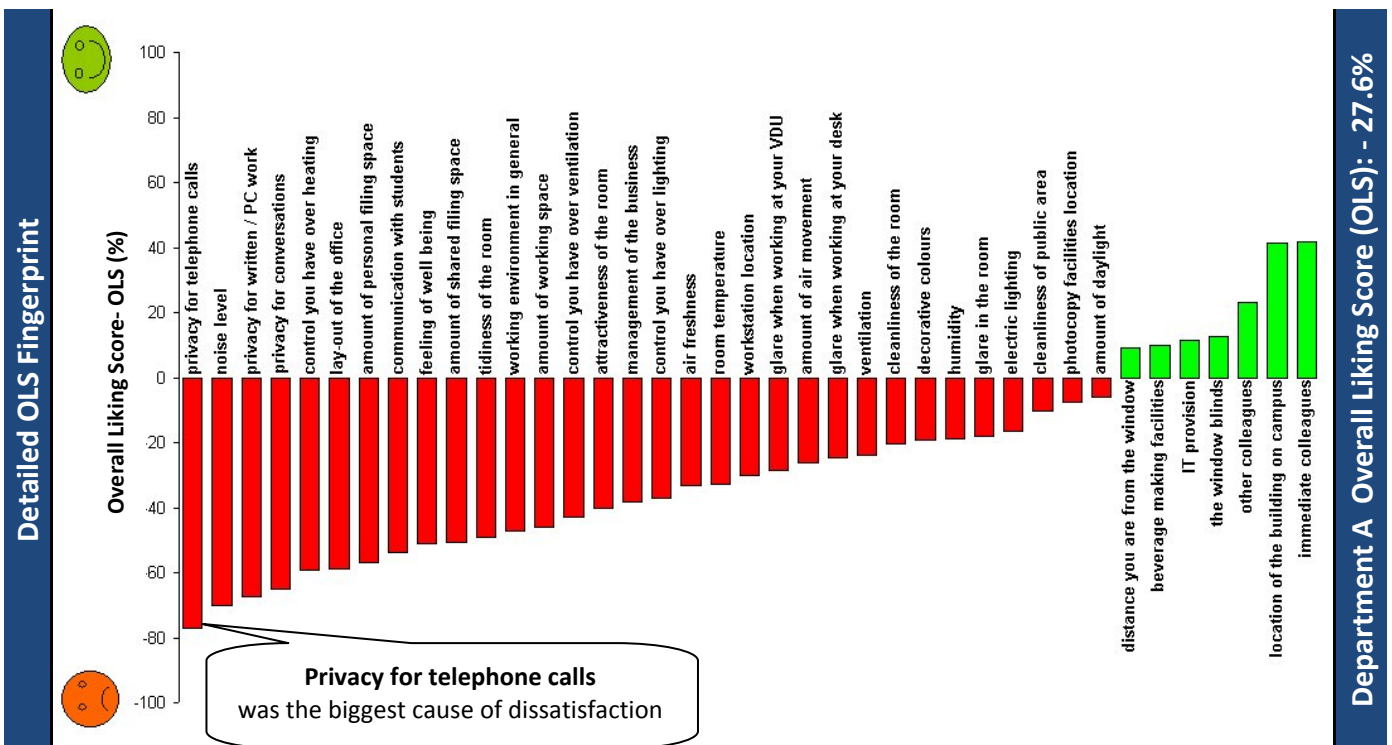 Detailed OLS Fingerprint
Overall Liking Score- OLS (%)
100
80
60
40
20
0
-20
-40
-60
-80
-100
privacy for telephone calls
noise level
privacy for written / PC work
privacy for conversations
control you have over heating
lay-out of the office
amount of personal filing space
communication with students
feeling of well being
amount of shared filing space
tidiness of the room
working environment in general
amount of working space
control you have over ventilation
attractiveness of the room
management of the business
control you have over lighting
air freshness
room temperature
workstation location
glare when working at your VDU
amount of air movement
glare when working at your desk
ventilation
cleanliness of the room
decorative colours
humidity
glare in the room
electric lighting
cleanliness of public area
photocopy facilities location
amount of daylight
distance you are from the window
beverage making facilities
IT provision
the window blinds
other colleagues
location of the building on campus
immediate colleagues
Privacy for telephone calls
was the biggest cause of dissatisfaction
Department A Overall Liking Score (OLS): - 27.6%